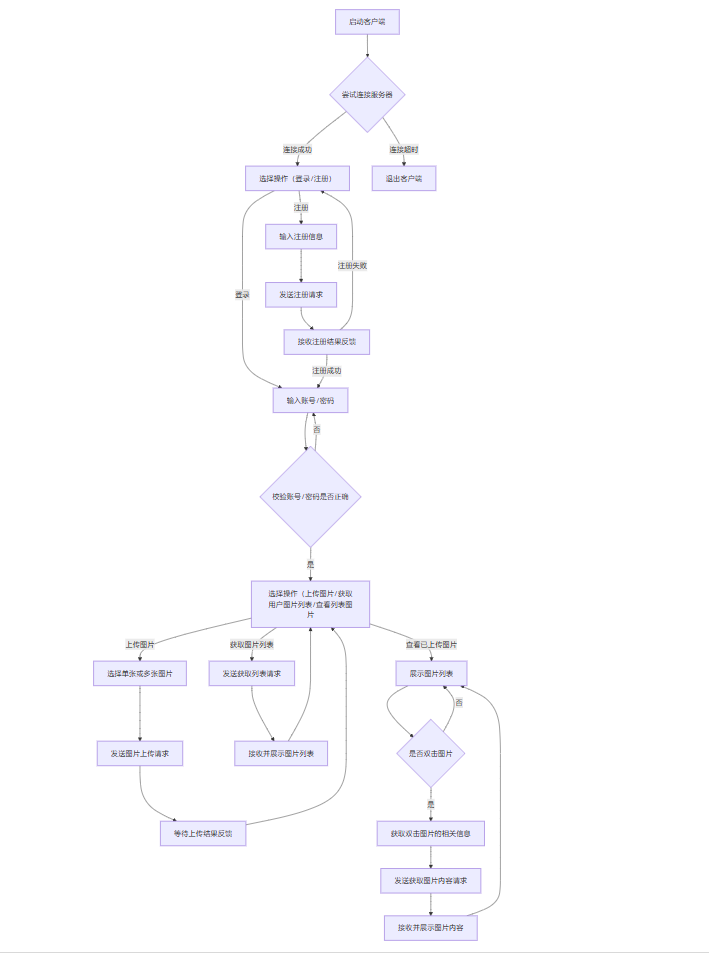 启动客户端
尝试连接服务器
连接成功
连接超时
选择操作（登录/注册）
退出客户端
注册
输入注册信息
注册失败
登录
发送注册请求
接收注册结果反馈
注册成功
输入账号/密码
否
校验账号/密码是否正确
是
选择操作（上传图片/获取
用户图片列表/查看列表图
片
上传图片
获取图片列表
查看已上传图片
选择单张或多张图片
发送获取列表请求
展示图片列表
否
发送图片上传请求
接收并展示图片列表
是否双击图片
是
等待上传结果反馈
获取双击图片的相关信息
发送获取图片内容请求
接收并展示图片内容